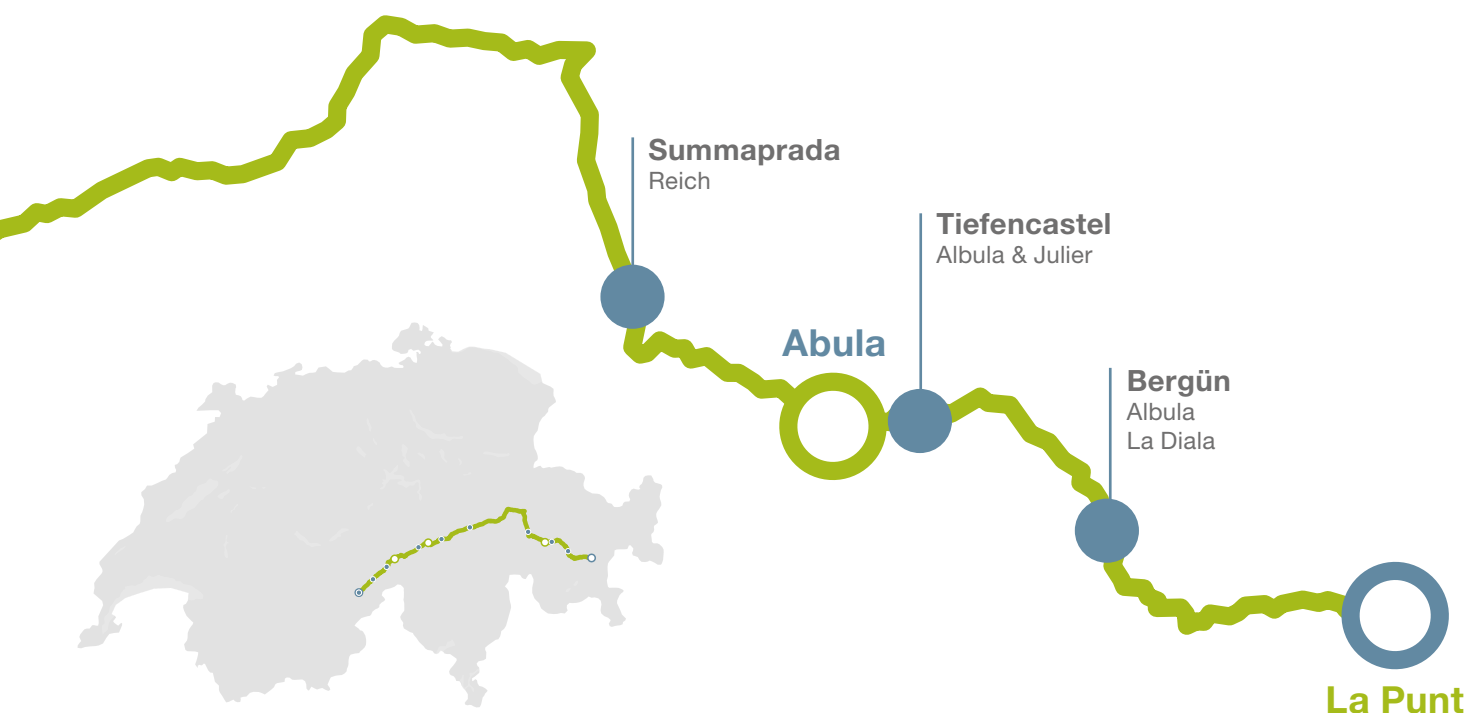 Summaprada
Reich
Tiefencastel
Albula & Julier
Abula
Bergün
Albula
La Diala
La Punt